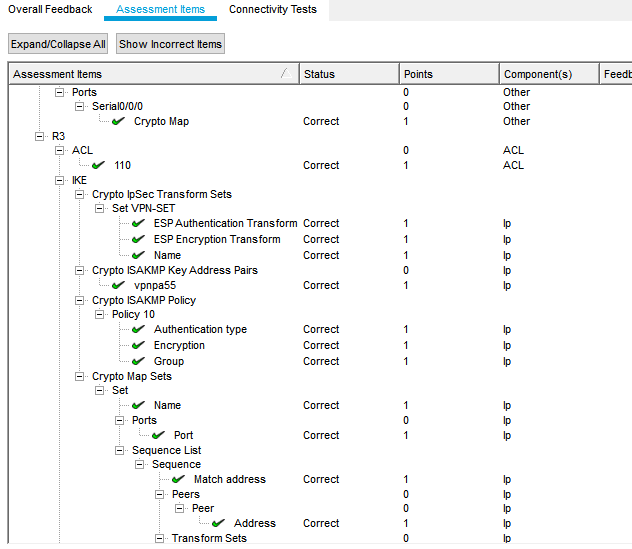 Overall Feedback Assessment Items Connectivity Tests
Expand/Collapse All Show Incorrect Items
Assessment Items Status Points Component(s) Feedb
Ports 0 Other
Serial0/0/0 0 Other
Crypto Map Correct 1 Other
R3
ACL 0 ACL
110 Correct 1 ACL
IKE
Crypto IpSec Transform Sets
Set VPN-SET
ESP Authentication Transform Correct 1 Ip
ESP Encryption Transform Correct 1 Ip
Name Correct 1 Ip
Crypto ISAKMP Key Address Pairs 0 Ip
vpnpa55 Correct 1 Ip
Crypto ISAKMP Policy
Policy 10
Authentication type Correct 1 Ip
Encryption Correct 1 Ip
Group Correct 1 Ip
Crypto Map Sets
Set
Name Correct 1 Ip
Ports 0 Ip
Port Correct 1 Ip
Sequence List
Sequence
Match address Correct 1 Ip
Peers 0 Ip
Peer 0 Ip
Address Correct 1 Ip
Transform Sets 0 Ip